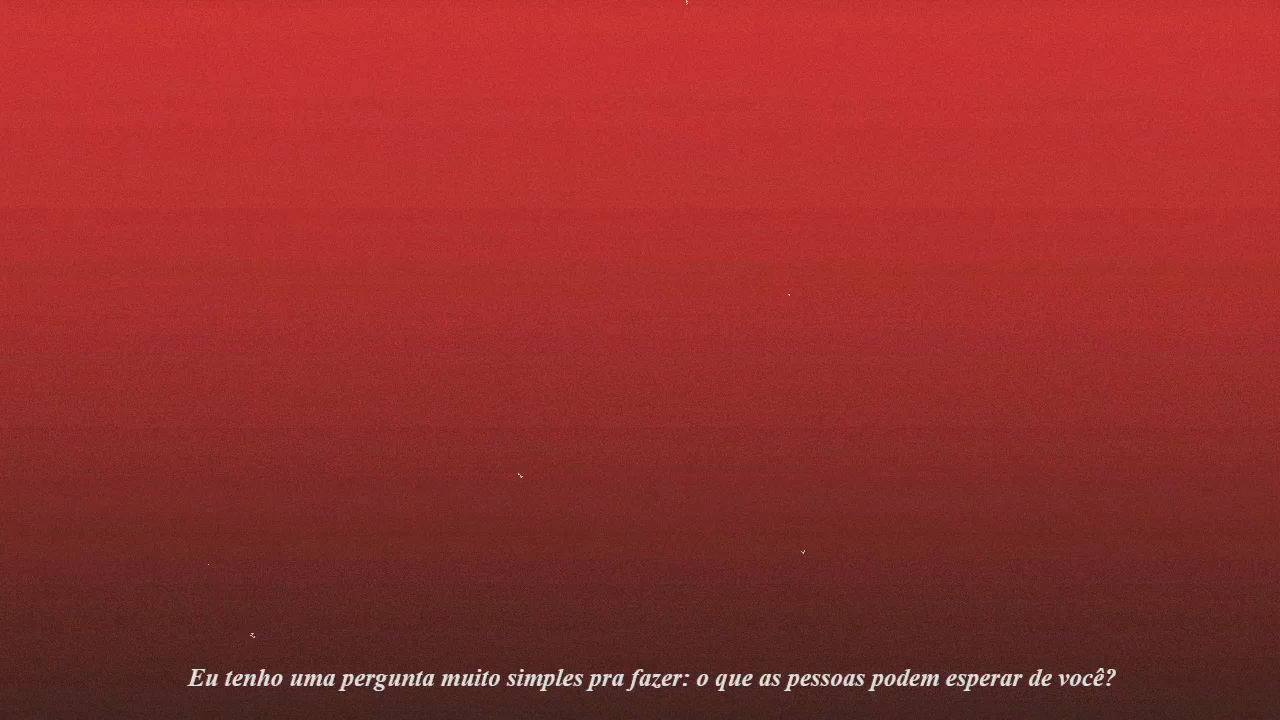 Eu tenho uma pergunta muito simples pra fazer: o que as pessoas podem esperar de você?